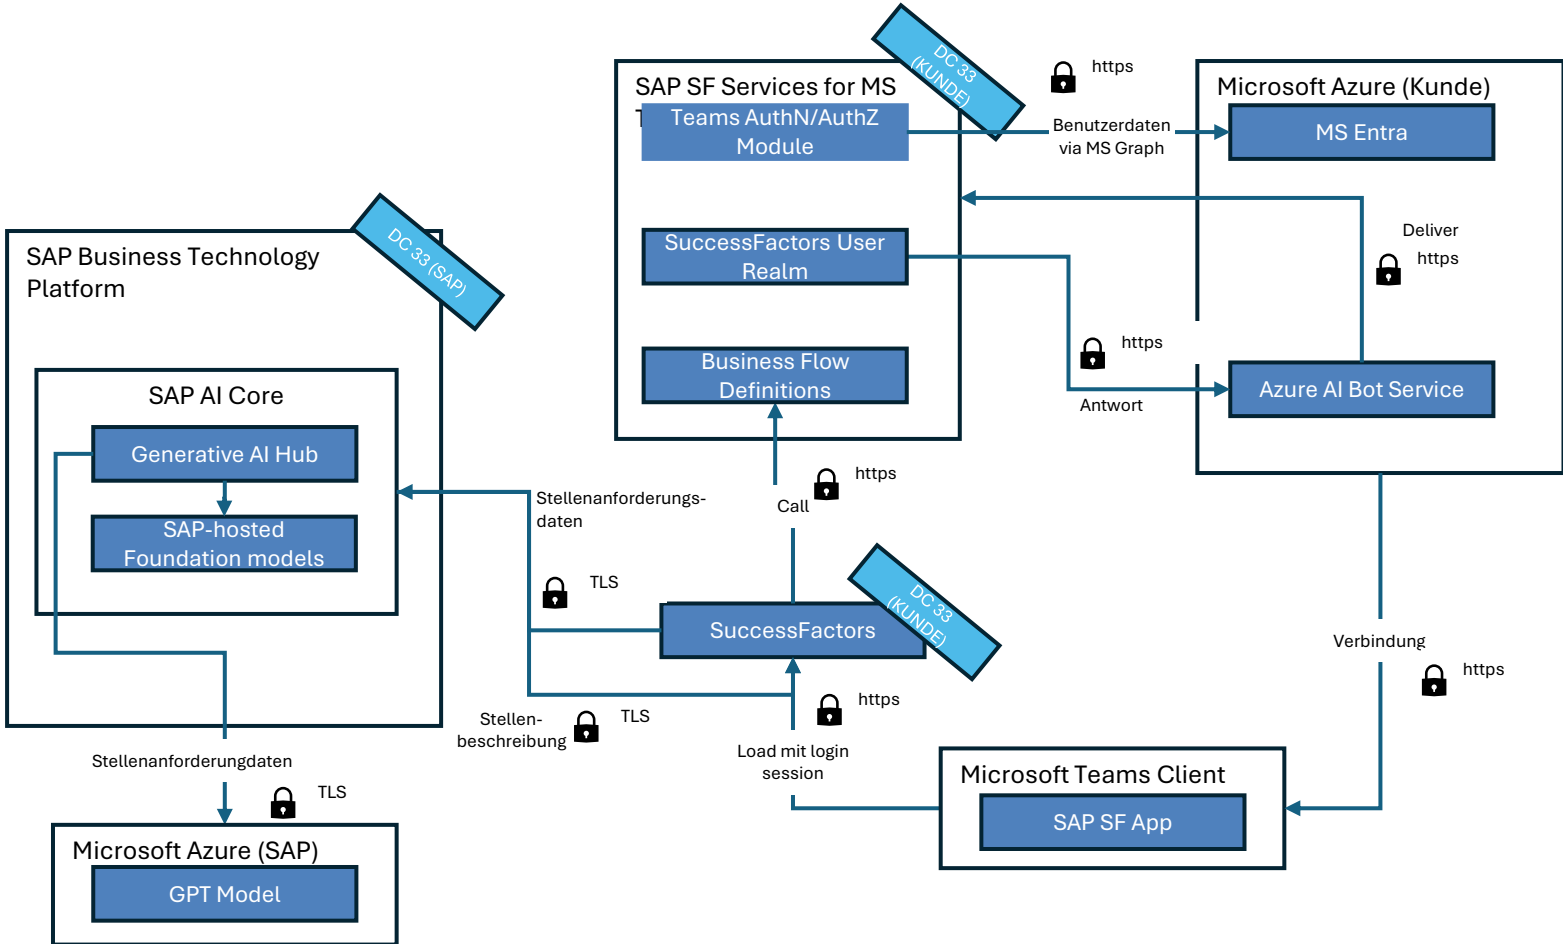 DC 33
(KUNDE)
https
SAP SF Services for MS
T
Teams AuthN/AuthZ
Module
Benutzerdaten
via MS Graph
Microsoft Azure (Kunde)
MS Entra
DC 33 (SAP)
SAP Business Technology
Platform
SuccessFactors User
Realm
Deliver
https
https
Business Flow
Definitions
Antwort
Azure AI Bot Service
SAP AI Core
Generative AI Hub
SAP-hosted
Foundation models
Stellenanforderungs-
daten
https
Call
TLS
DC 33
(KUNDE)
SuccessFactors
Verbindung
https
https
Stellen-
beschreibung
TLS
Load mit login
session
Stellenanforderungdaten
TLS
Microsoft Teams Client
SAP SF App
Microsoft Azure (SAP)
GPT Model